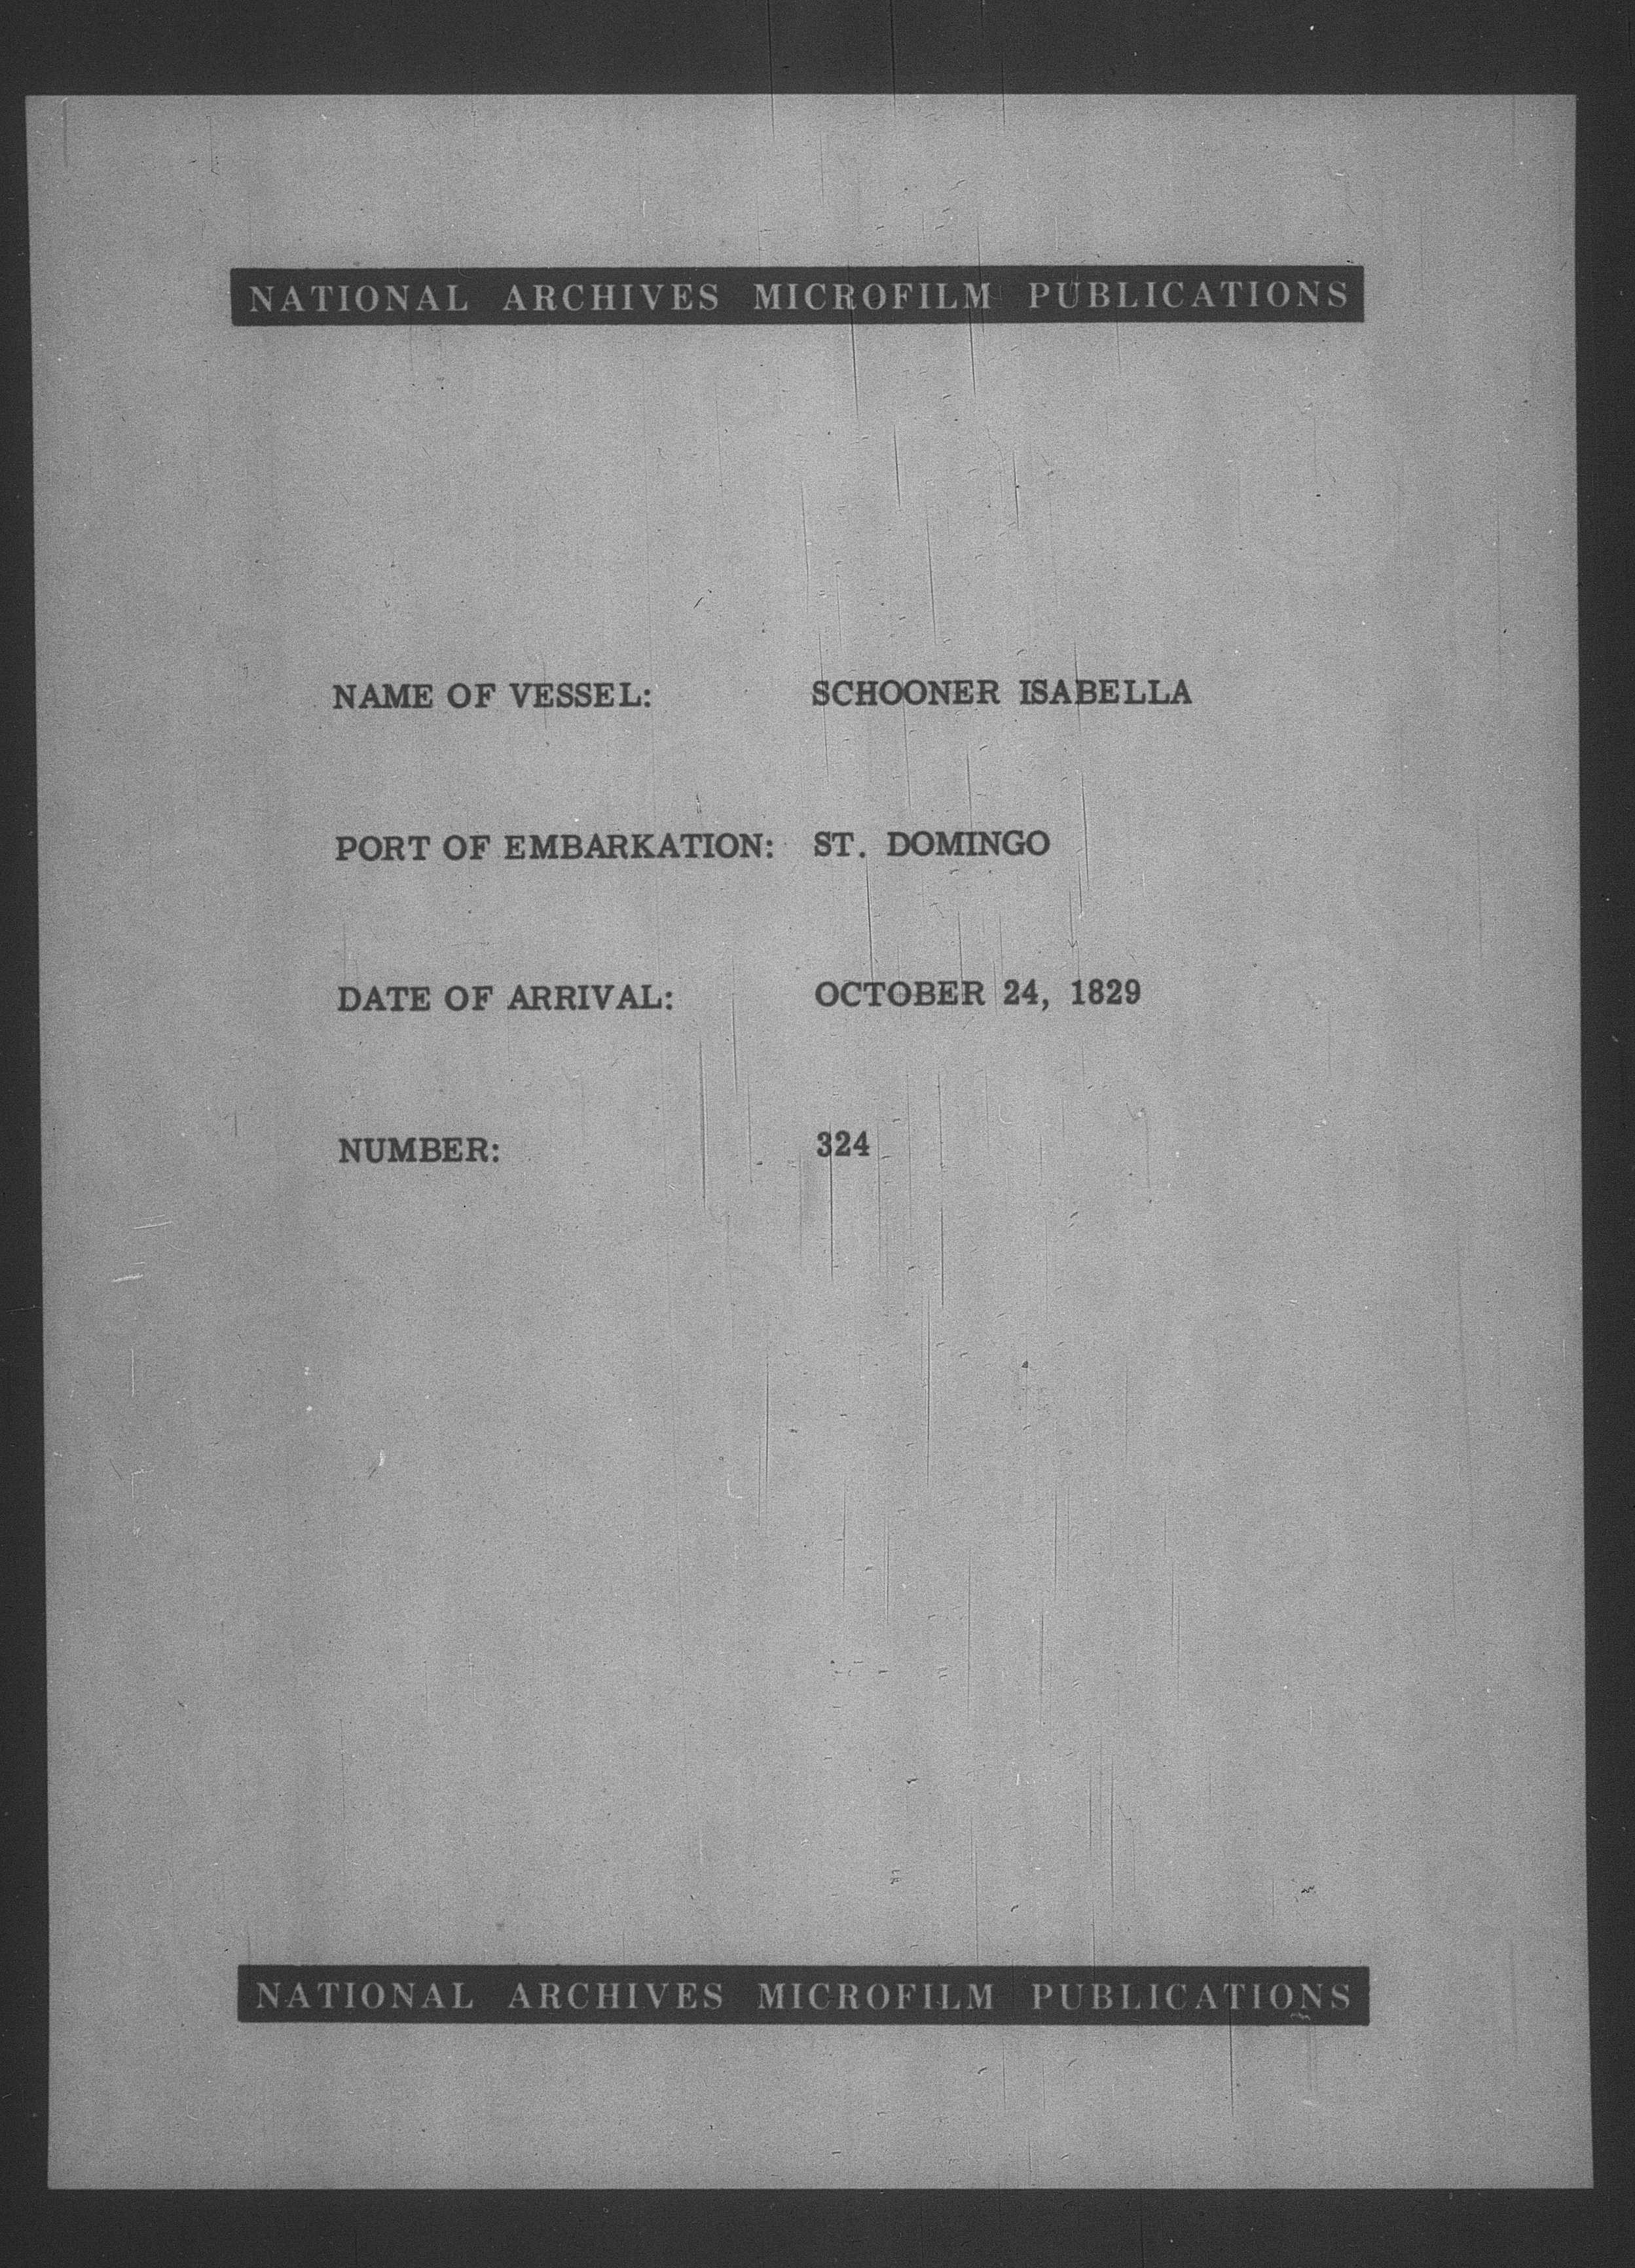 NATIONAL ARCHIVES MICROFILM PUBLICATIONS
NAME OF VESSEL: SCHOONER ISABELLA
PORT OF EMBARKATION: ST. DOMINGO
DATE OF ARRIVAL: OCTOBER 24, 1829
NUMBER: 324
NATIONAL ARCHIVES MICROFILM PUBLICATIONS